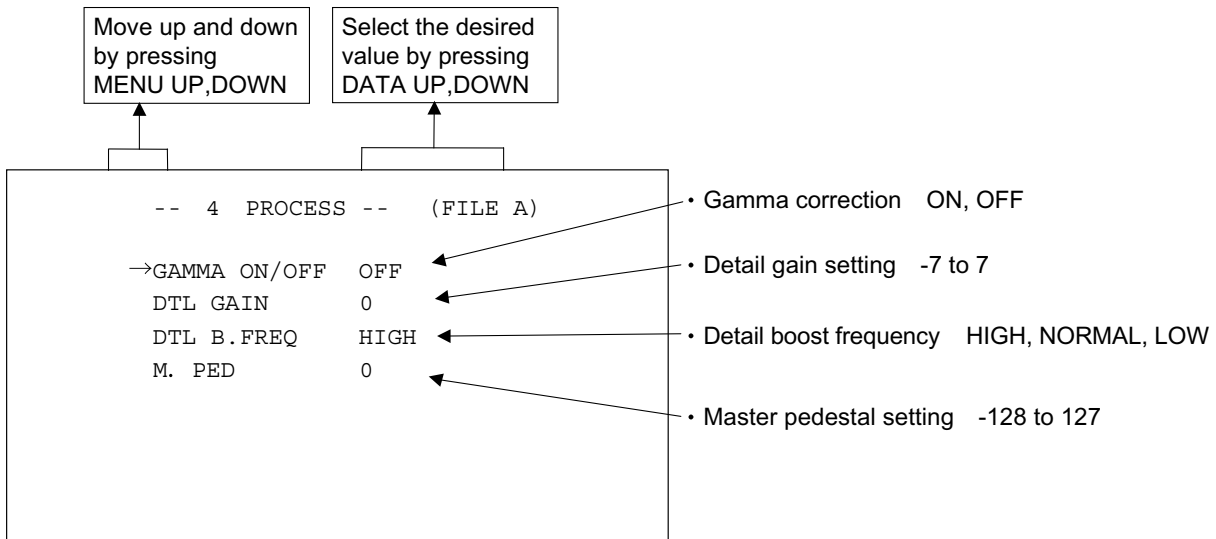 Move up and down
by pressing
MENU UP,DOWN
Select the desired
value by pressing
DATA UP,DOWN
-- 4 PROCESS -- (FILE A)
→GAMMA ON/OFF OFF
DTL GAIN 0
DTL B.FREQ HIGH
M. PED 0
・Gamma correction ON, OFF
・Detail gain setting -7 to 7
・Detail boost frequency HIGH, NORMAL, LOW
・Master pedestal setting -128 to 127